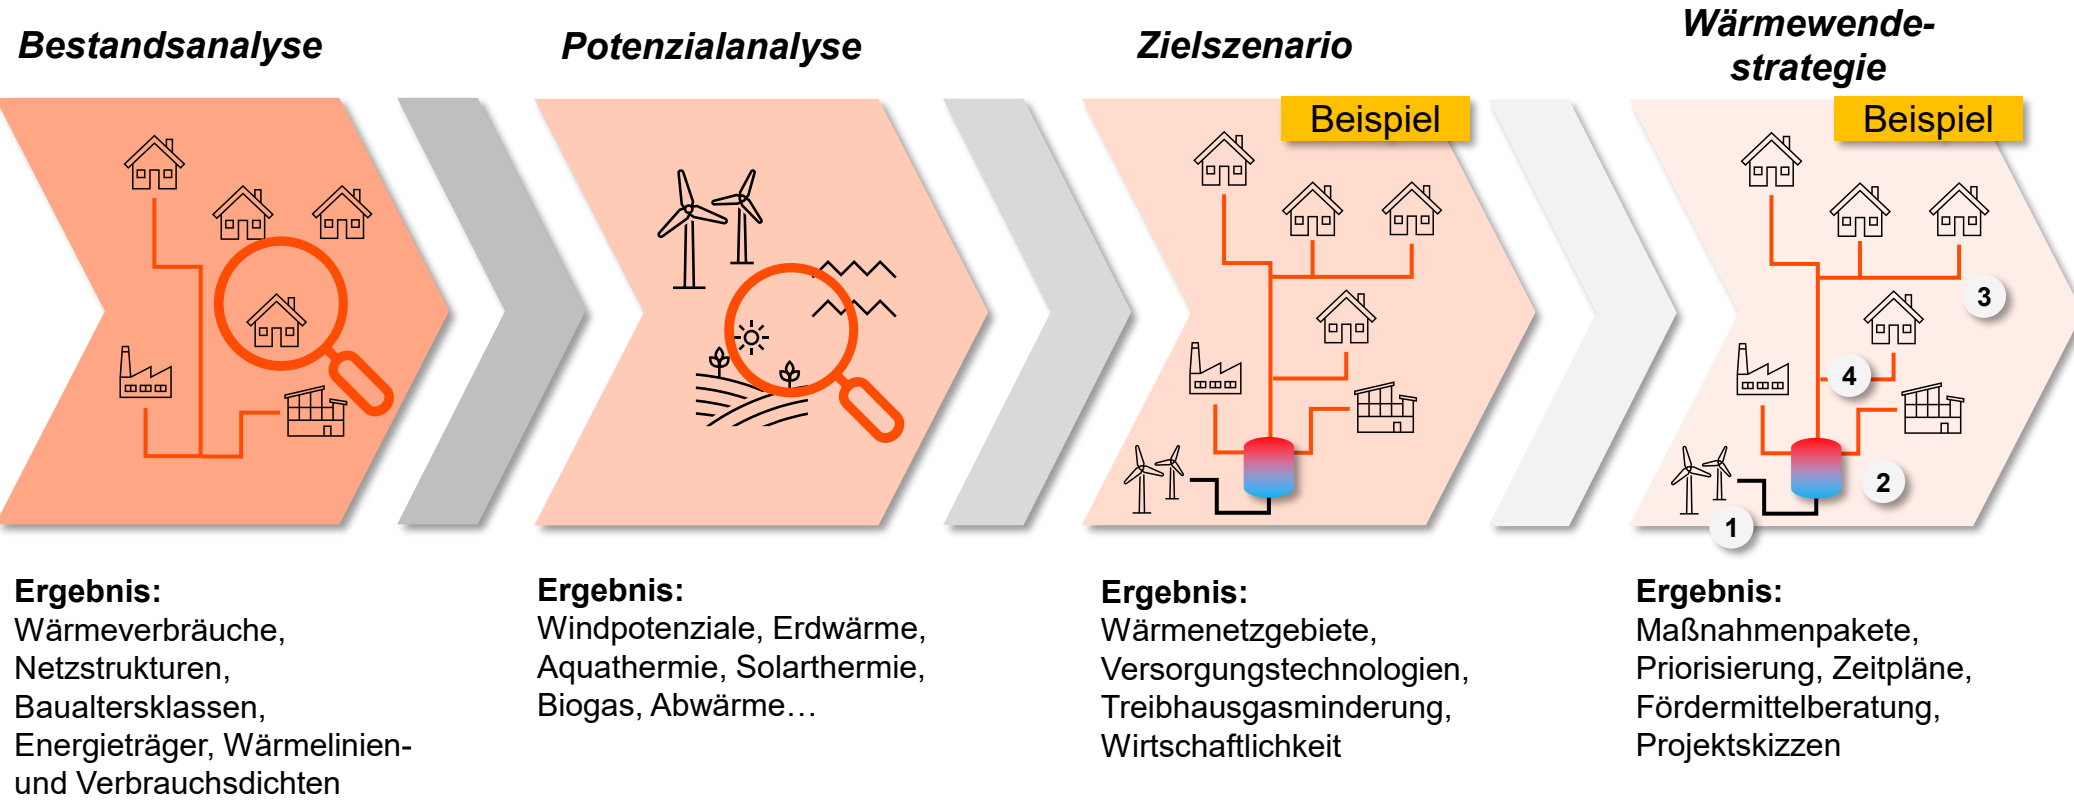 Bestandsanalyse
Potenzialanalyse
Zielszenario
Wärmewende-
strategie
Beispiel
Beispiel
3
4
2
1
Ergebnis:
Wärmeverbräuche,
Netzstrukturen,
Baualtersklassen,
Energieträger, Wärmelinien-
und Verbrauchsdichten
Ergebnis:
Windpotenziale, Erdwärme,
Aquathermie, Solarthermie,
Biogas, Abwärme…
Ergebnis:
Wärmenetzgebiete,
Versorgungstechnologien,
Treibhausgasminderung,
Wirtschaftlichkeit
Ergebnis:
Maßnahmenpakete,
Priorisierung, Zeitpläne,
Fördermittelberatung,
Projektskizzen